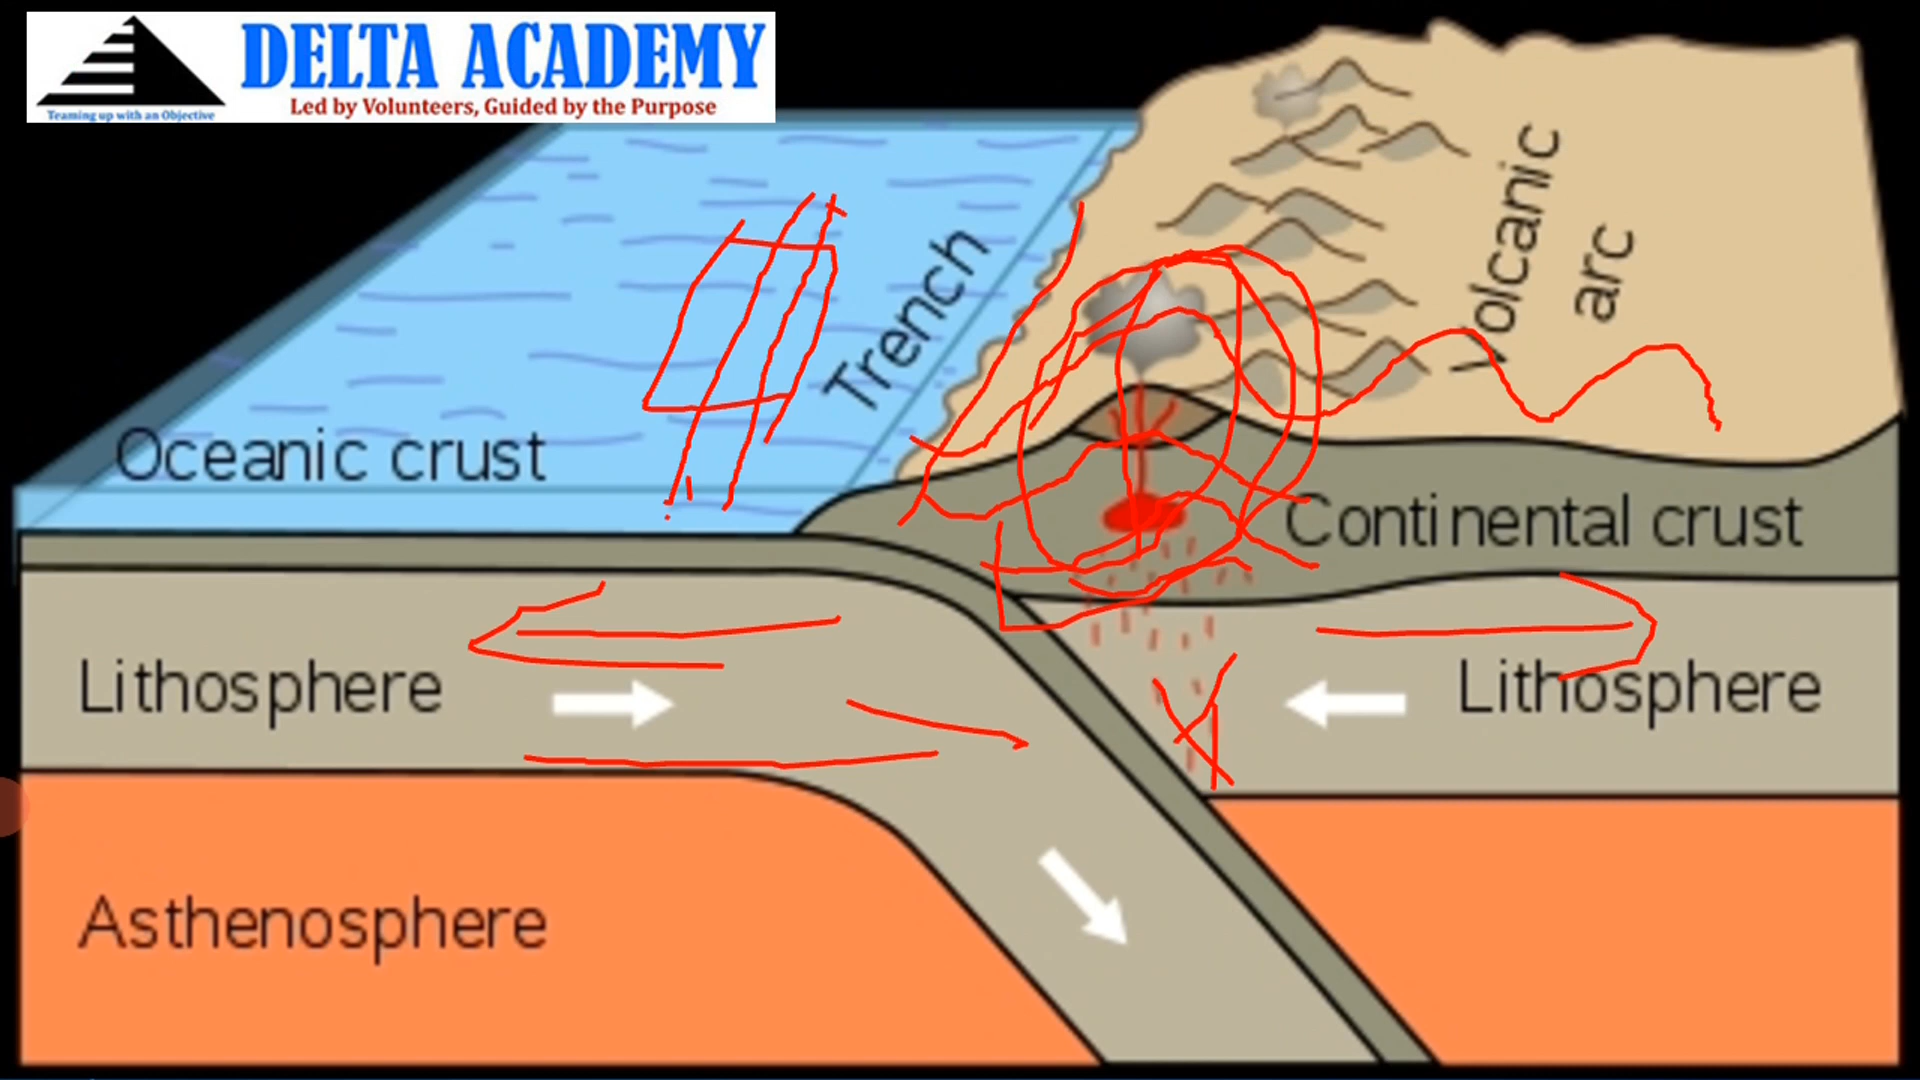 DELTA ACADEMY
Led by Volunteers, Guided by the Purpose
Teaming up with an Objective
Volcanic
arc
Trench
Oceanic crust
Continental crust
Lithosphere
Lithosphere
Asthenosphere